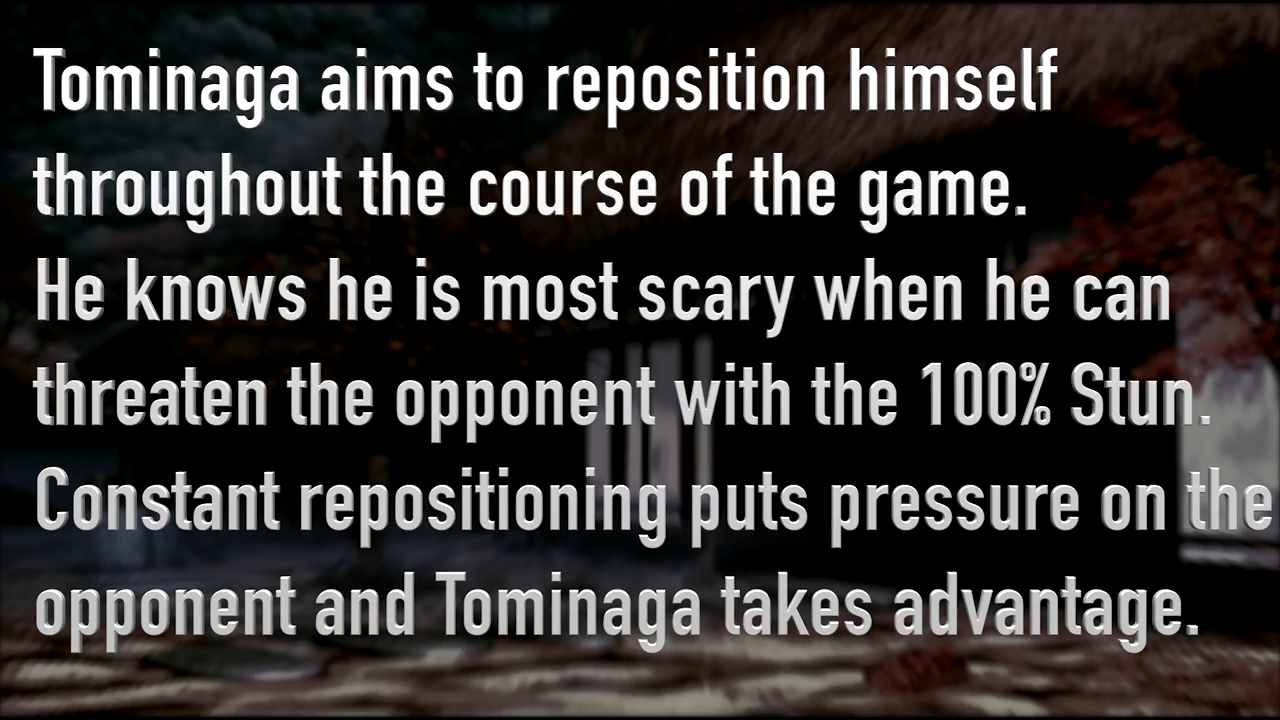 Tominaga aims to reposition himself
throughout the course of the game.
He knows he is most scary when he can
threaten the opponent with the 100% Stun.
Constant repositioning puts pressure on the
opponent and Tominaga takes advantage.